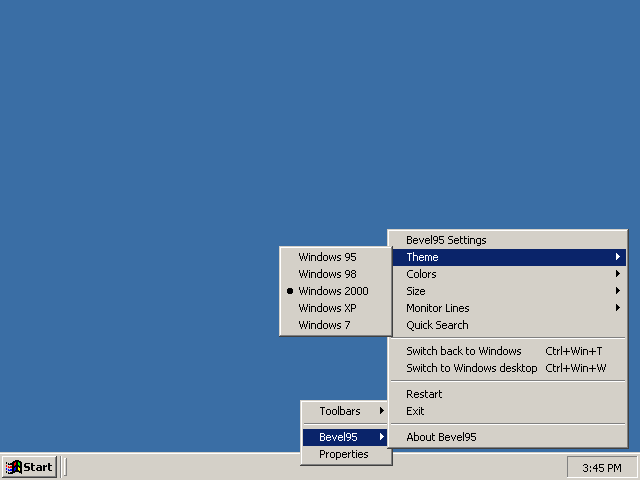 Bevel95 Settings
Theme
Colors
Size
Monitor Lines
Quick Search
Switch back to Windows Ctrl+Win+T
Switch to Windows desktop Ctrl+Win+W
Restart
Exit
About Bevel95
Windows 95
Windows 98
Windows 2000
Windows XP
Windows 7
Toolbars
Bevel95
Properties
Start
3:45 PM